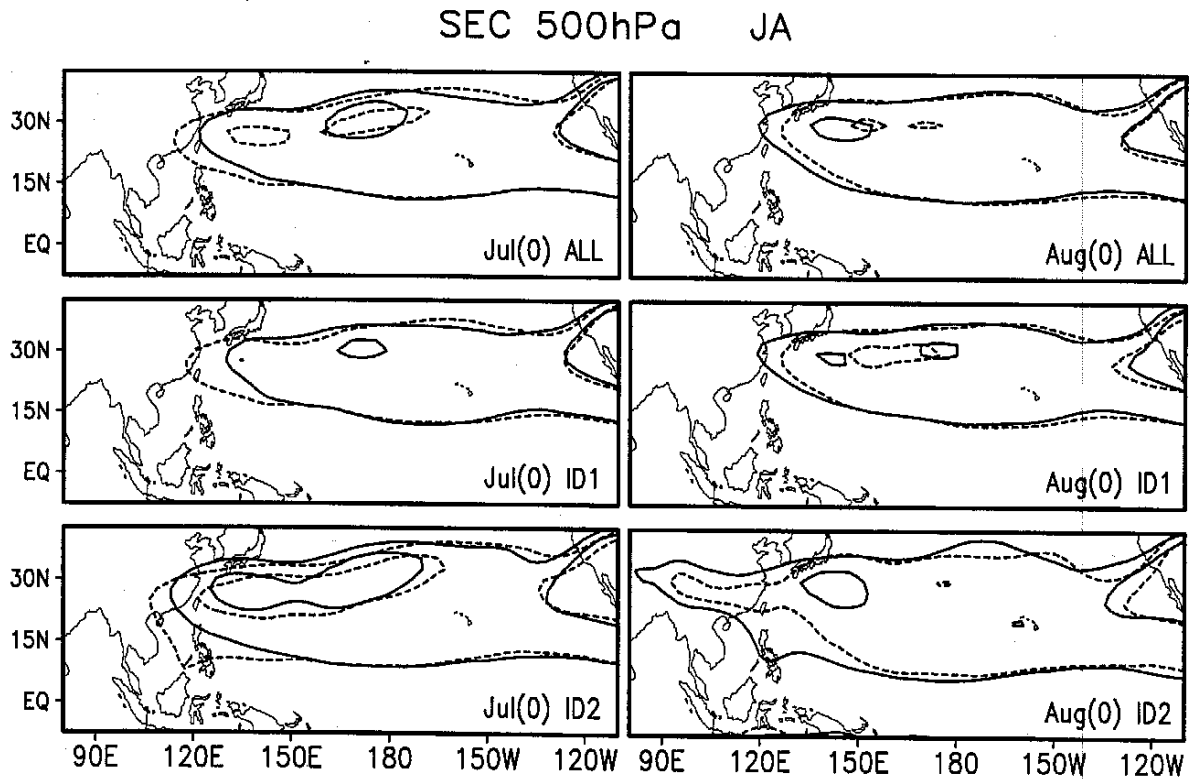 SEC 500hPa JA
30N
15N
EQ
Jul(0) ALL
Aug(0) ALL
30N
15N
EQ
Jul(0) ID1
Aug(0) ID1
30N
15N
EQ
Jul(0) ID2
Aug(0) ID2
90E 120E 150E 180 150W 120W 90E 120E 150E 180 150W 120W